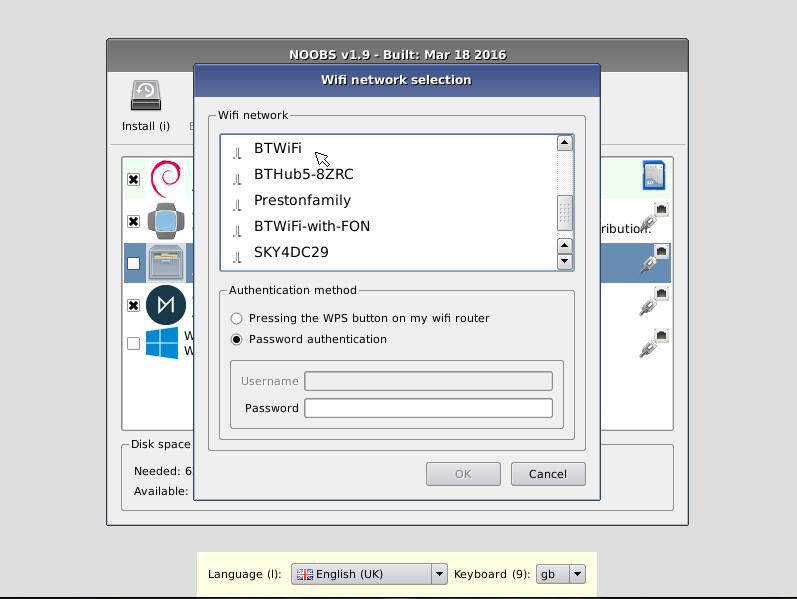 NOOBS v1.9 - Built: Mar 18 2016
Wifi network selection
Install (i)
Wifi network
BTWiFi
BTHub5-8ZRC
Prestonfamily
BTWiFi-with-FON
SKY4DC29
ribution.
Authentication method
Pressing the WPS button on my wifi router
Password authentication
W
W
Username
Password
Disk space
Needed: 6
Available:
OK
Cancel
Language (l):
English (UK)
Keyboard (9):
gb